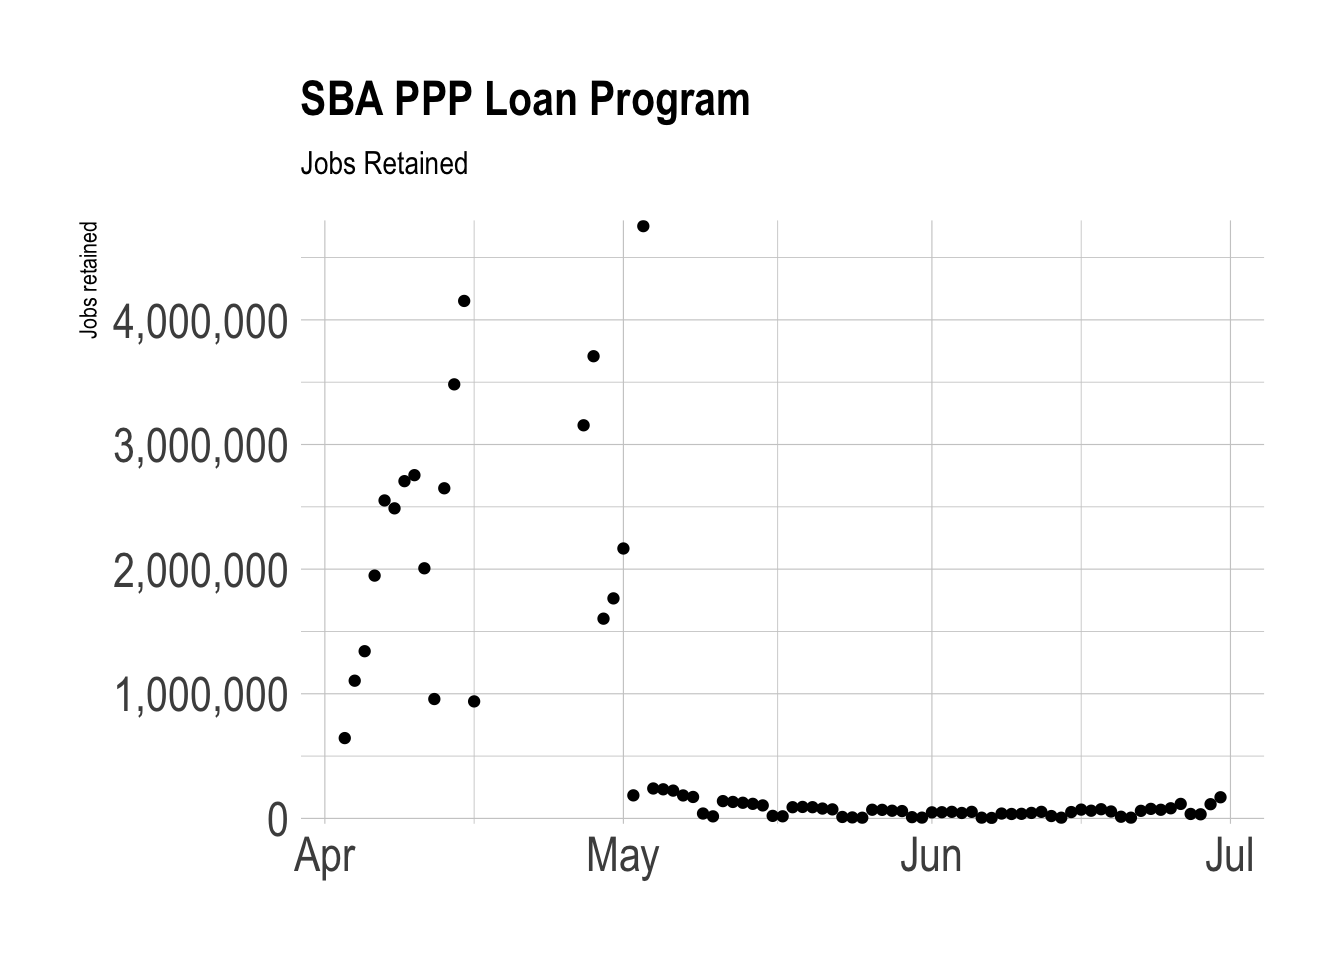 SBA PPP Loan Program
Jobs Retained
Jobs retained
4,000,000
3,000,000
2,000,000
1,000,000
0
Apr May Jun Jul